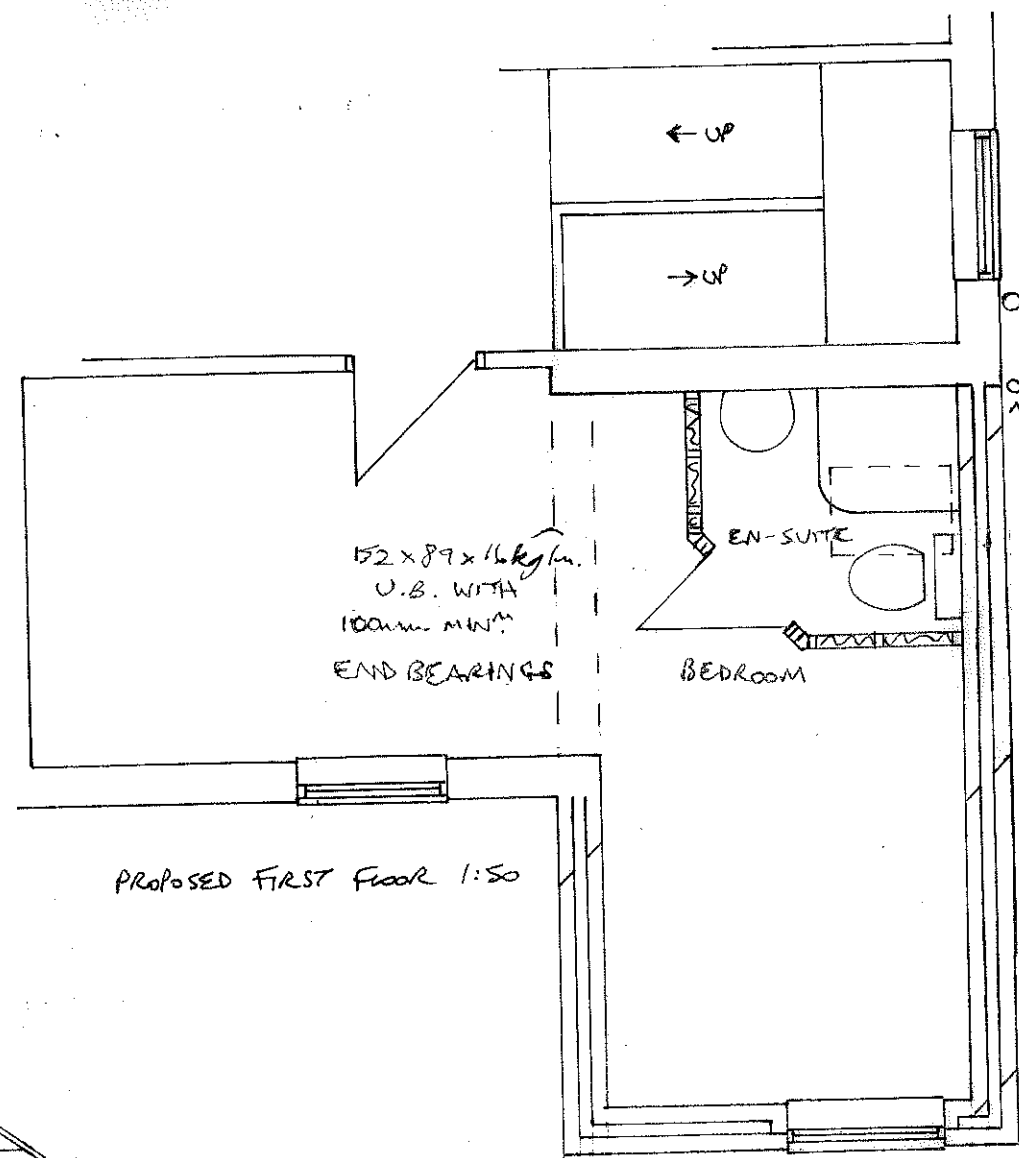 ← UP
→ UP
152 x 89 x 16kg/m.
U.B. WITH
100mm MINᴹ
END BEARINGS
EN-SUITE
BEDROOM
PROPOSED FIRST FLOOR 1:50